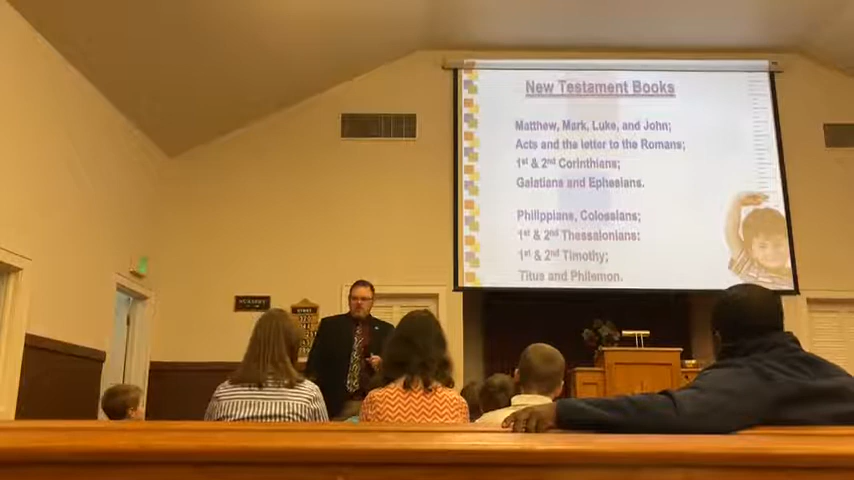 New Testament Books
Matthew, Mark, Luke, and John;
Acts and the letter to the Romans;
1st & 2nd Corinthians;
Galatians and Ephesians.
Philippians, Colossians;
1st & 2nd Thessalonians;
1st & 2nd Timothy;
Titus and Philemon.
NURSERY